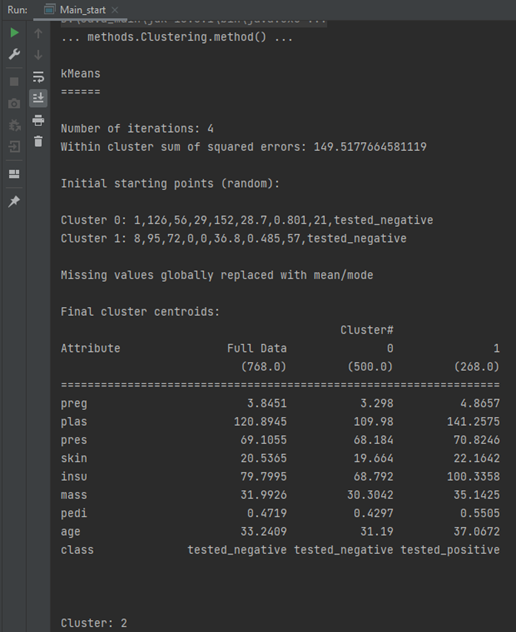 Run: Main_start ×
... methods.Clustering.method() ...
kMeans
======
Number of iterations: 4
Within cluster sum of squared errors: 149.5177664581119
Initial starting points (random):
Cluster 0: 1,126,56,29,152,28.7,0.801,21,tested_negative
Cluster 1: 8,95,72,0,0,36.8,0.485,57,tested_negative
Missing values globally replaced with mean/mode
Final cluster centroids:
Cluster#
Attribute Full Data 0 1
(768.0) (500.0) (268.0)
======================================================================
preg 3.8451 3.298 4.8657
plas 120.8945 109.98 141.2575
pres 69.1055 68.184 70.8246
skin 20.5365 19.664 22.1642
insu 79.7995 68.792 100.3358
mass 31.9926 30.3042 35.1425
pedi 0.4719 0.4297 0.5505
age 33.2409 31.19 37.0672
class tested_negative tested_negative tested_positive
Cluster: 2